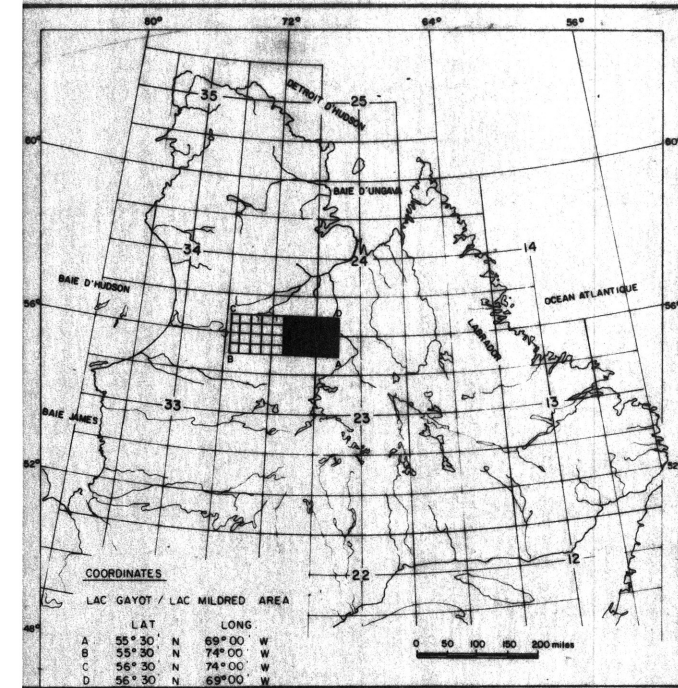 80° 72° 64° 56°
35
DETROIT D'HUDSON
25
60° 60°
BAIE D'UNGAVA
34
24
14
BAIE D'HUDSON
56° 56°
OCEAN ATLANTIQUE
C D
LABRADOR
B A
33
23
13
BAIE JAMES
52° 52°
22
12
COORDINATES
LAC GAYOT / LAC MILDRED AREA
LAT LONG.
A 55° 30' N 69° 00' W
B 55° 30' N 74° 00' W
C 56° 30' N 74° 00' W
D 56° 30' N 69° 00' W
48°
0 50 100 150 200 miles